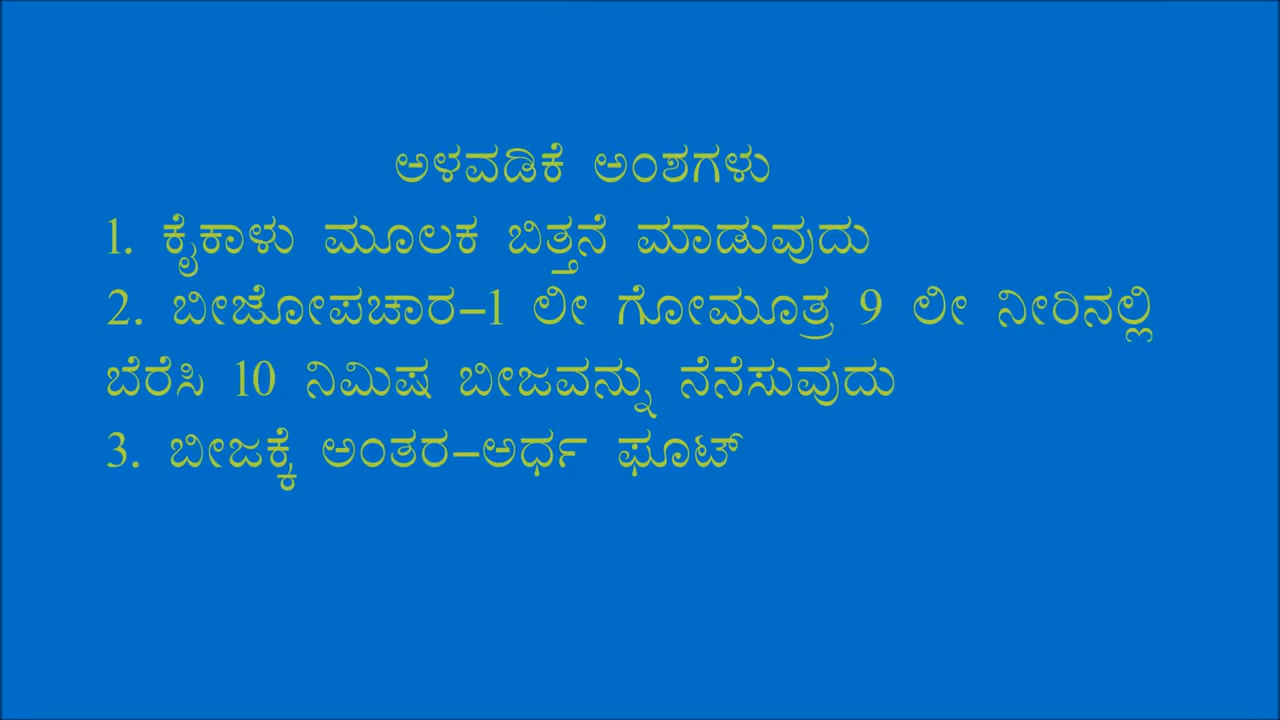 ಅಳವಡಿಕೆ ಅಂಶಗಳು
1. ಕೈಕಾಳು ಮೂಲಕ ಬಿತ್ತನೆ ಮಾಡುವುದು
2. ಬೀಜೋಪಚಾರ–1 ಲೀ ಗೋಮೂತ್ರ 9 ಲೀ ನೀರಿನಲ್ಲಿ
ಬೆರೆಸಿ 10 ನಿಮಿಷ ಬೀಜವನ್ನು ನೆನೆಸುವುದು
3. ಬೀಜಕ್ಕೆ ಅಂತರ–ಅರ್ಧ ಫೂಟ್